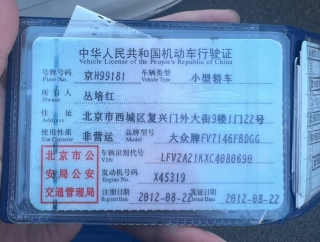 中华人民共和国机动车行驶证
Vehicle License of the People's Republic of China
号牌号码 Plate No. 京H99181 车辆类型 Vehicle Type 小型轿车
所有人 Owner 丛培红
住址 Address 北京市西城区复兴门外大街9楼1门22号
使用性质 Use Character 非营运 品牌型号 Model 大众牌FV7146FBDGG
北京市公安局公安交通管理局
车辆识别代号 VIN LFV2A21KXC4080690
发动机号码 Engine No. X45319
注册日期 Register Date 2012-08-22 发证日期 Issue Date 2012-08-22